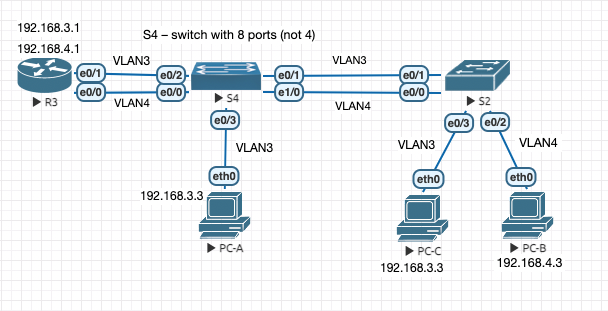 192.168.3.1
S4 – switch with 8 ports (not 4)
192.168.4.1
VLAN3
VLAN3
e0/1
e0/2
e0/1
e0/1
e0/0
e0/0
e1/0
e0/0
R3
VLAN4
S4
VLAN4
S2
e0/3
e0/3
e0/2
VLAN3
VLAN3
VLAN4
eth0
eth0
eth0
192.168.3.3
PC-A
PC-C
PC-B
192.168.3.3
192.168.4.3